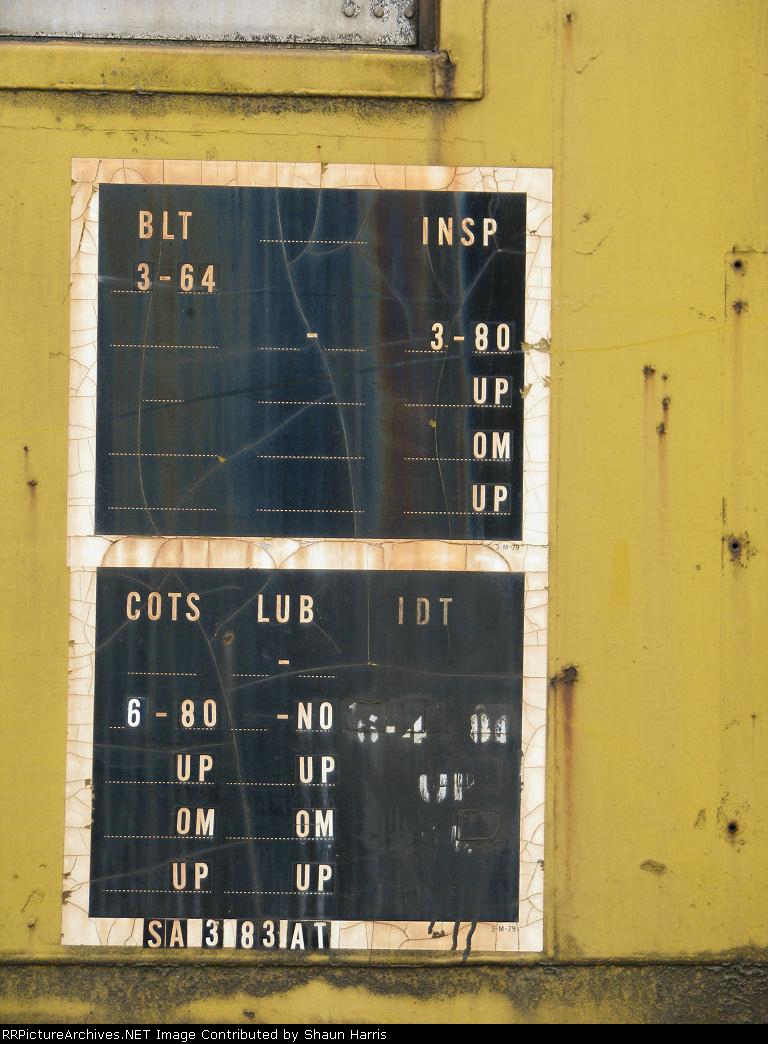 BLT INSP
3-64
- 3-80
UP
OM
UP
3-M-79
COTS LUB IDT
-
6-80 -NO
UP UP UP
OM OM
UP UP
3-M-79
SA 3 83 AT
RRPictureArchives.NET Image Contributed by Shaun Harris